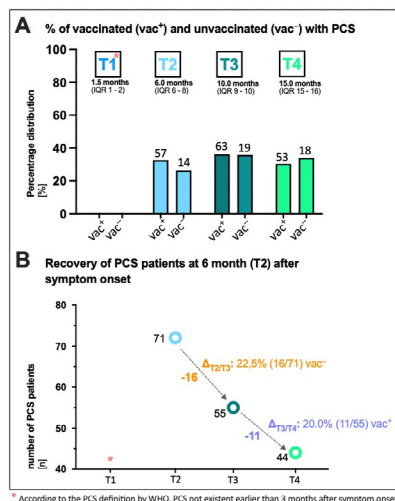 A % of vaccinated (vac⁺) and unvaccinated (vac⁻) with PCS
T1* T2 T3 T4
1.5 months 6.0 months 10.0 months 15.0 months
(IQR 1 - 2) (IQR 6 - 8) (IQR 9 - 10) (IQR 15 - 16)
Percentage distribution
[%]
100
80
60
40
20
0
57 14 63 19 53 18
vac⁺ vac⁻ vac⁺ vac⁻ vac⁺ vac⁻ vac⁺ vac⁻
B Recovery of PCS patients at 6 month (T2) after
symptom onset
number of PCS patients
[n]
80
70
60
50
40
71
Δ T2/T3: 22,5% (16/71) vac⁻
-16
55
Δ T3/T4: 20.0% (11/55) vac⁺
-11
44
*
T1 T2 T3 T4
* According to the PCS definition by WHO, PCS not existent earlier than 3 months after symptom onset